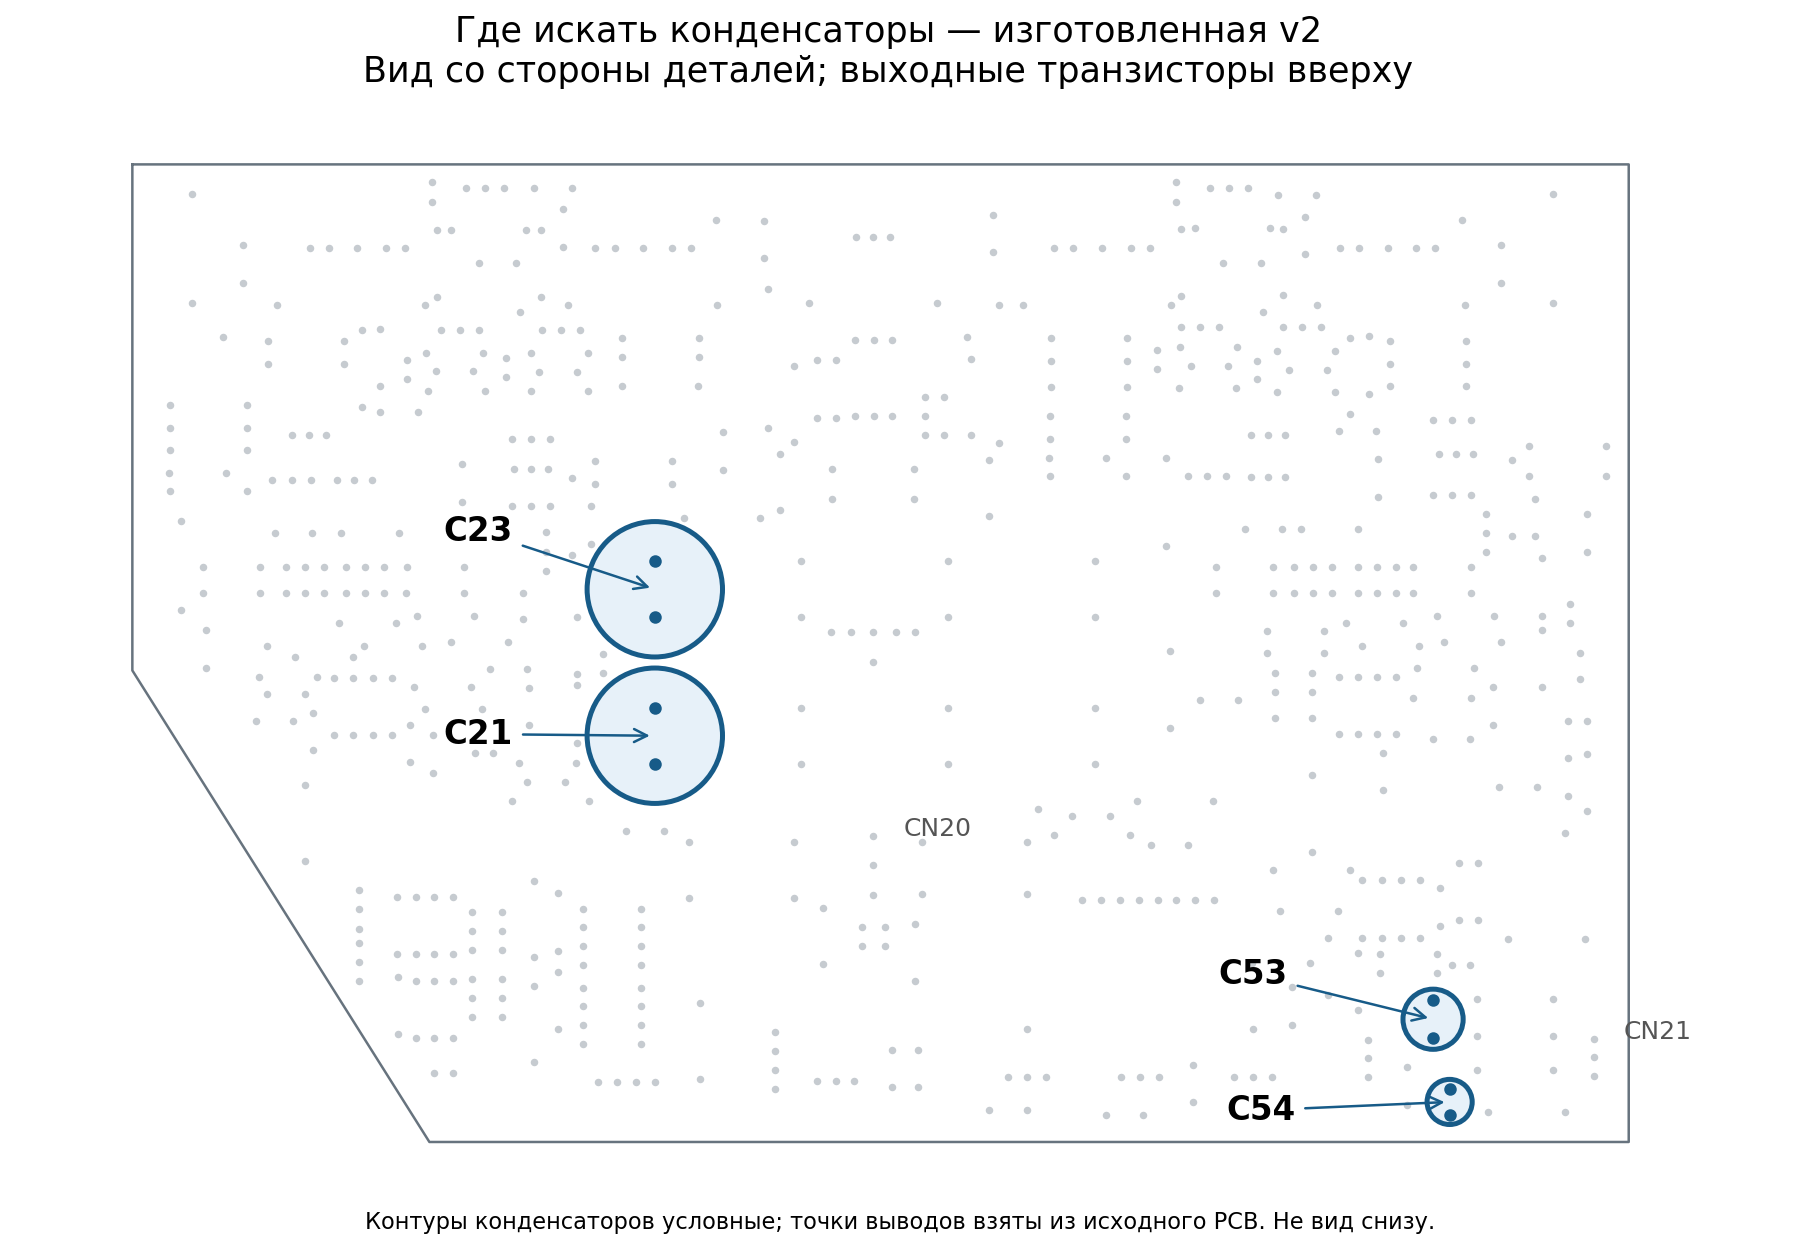 Где искать конденсаторы — изготовленная v2
Вид со стороны деталей; выходные транзисторы вверху
C23
C21
CN20
C53
CN21
C54
Контуры конденсаторов условные; точки выводов взяты из исходного PCB. Не вид снизу.